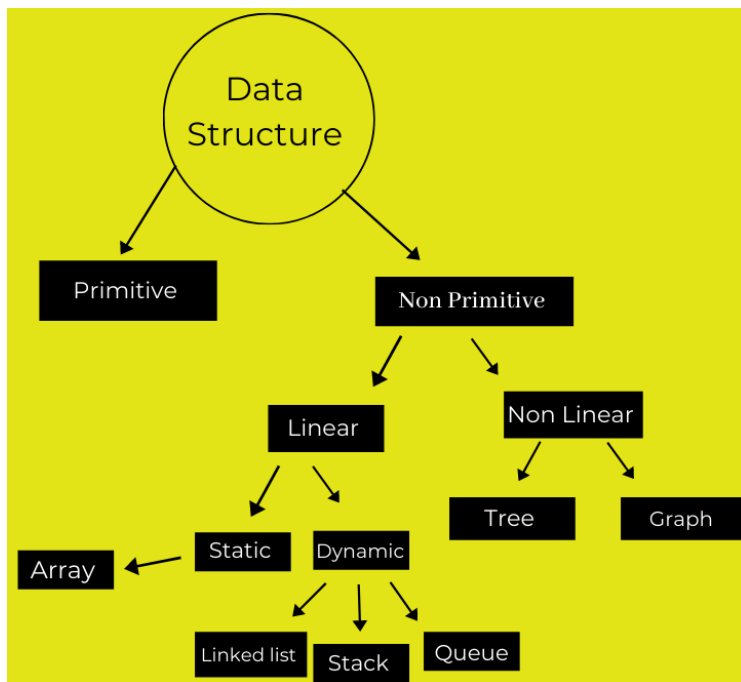 Data
Structure
Primitive
Non Primitive
Linear
Non Linear
Static
Dynamic
Tree
Graph
Array
Linked list
Stack
Queue